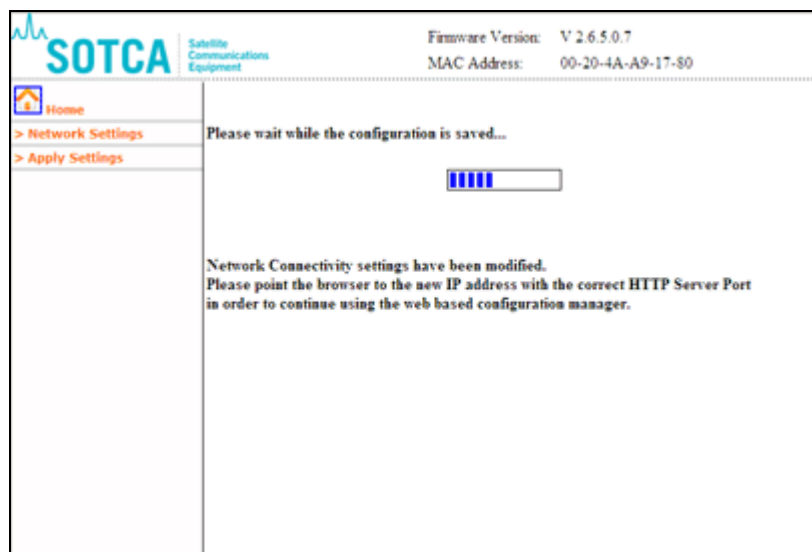 SOTCA
Satellite
Communications
Equipment
Firmware Version: V 2.6.5.0.7
MAC Address: 00-20-4A-A9-17-80
Home
> Network Settings
> Apply Settings
Please wait while the configuration is saved...
Network Connectivity settings have been modified.
Please point the browser to the new IP address with the correct HTTP Server Port
in order to continue using the web based configuration manager.